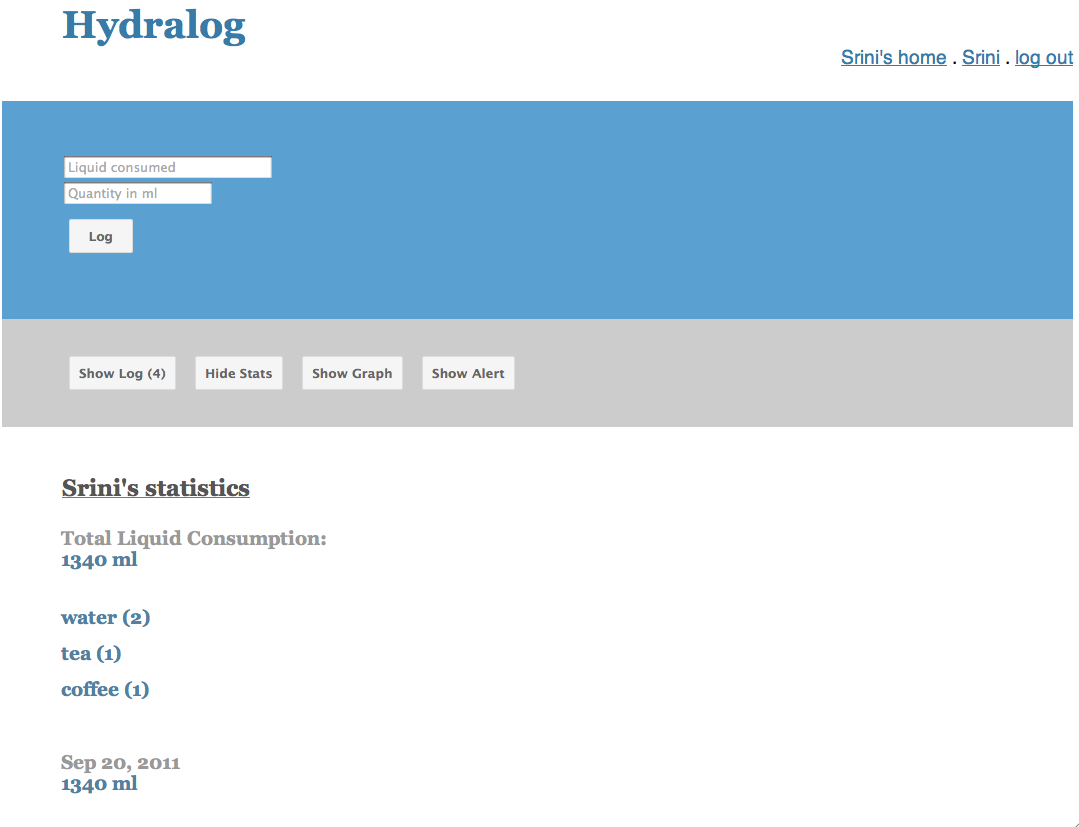 Hydralog
Srini's home . Srini . log out
Liquid consumed
Quantity in ml
Log
Show Log (4) Hide Stats Show Graph Show Alert
Srini's statistics
Total Liquid Consumption:
1340 ml
water (2)
tea (1)
coffee (1)
Sep 20, 2011
1340 ml